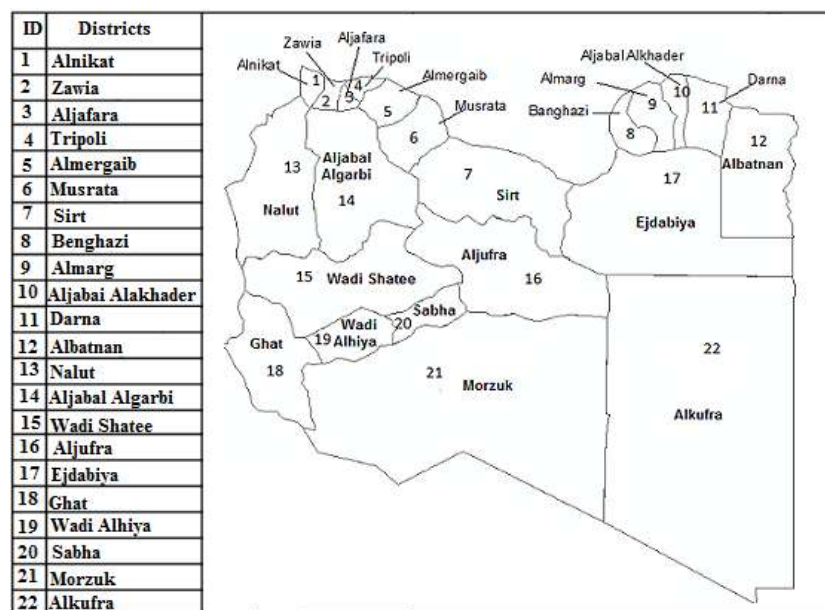 ID Districts
1 Alnikat
2 Zawia
3 Aljafara
4 Tripoli
5 Almergaib
6 Musrata
7 Sirt
8 Benghazi
9 Almarg
10 Aljabai Alakhader
11 Darna
12 Albatnan
13 Nalut
14 Aljabal Algarbi
15 Wadi Shatee
16 Aljufra
17 Ejdabiya
18 Ghat
19 Wadi Alhiya
20 Sabha
21 Morzuk
22 Alkufra
Zawia
Aljafara
Tripoli
Alnikat
1
2
3
4
Almergaib
5
Musrata
6
Aljabal Alkhader
Almarg
Banghazi
Darna
8
9
10
11
12
Albatnan
13
Nalut
Aljabal
Algarbi
14
7
Sirt
17
Ejdabiya
15
Wadi Shatee
Aljufra
16
Ghat
18
19
Wadi
Alhiya
20
Sabha
21
Morzuk
22
Alkufra